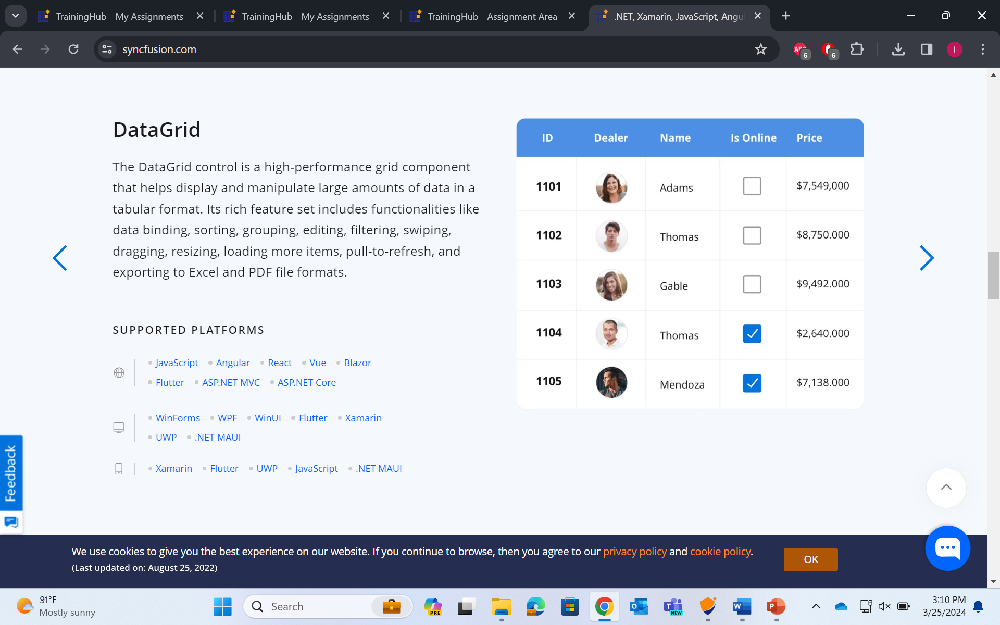 TrainingHub - My Assignments
TrainingHub - My Assignments
TrainingHub - Assignment Area
.NET, Xamarin, JavaScript, Angu
syncfusion.com
ABP
6
6
I
DataGrid
The DataGrid control is a high-performance grid component
that helps display and manipulate large amounts of data in a
tabular format. Its rich feature set includes functionalities like
data binding, sorting, grouping, editing, filtering, swiping,
dragging, resizing, loading more items, pull-to-refresh, and
exporting to Excel and PDF file formats.
SUPPORTED PLATFORMS
JavaScript Angular React Vue Blazor
Flutter ASP.NET MVC ASP.NET Core
WinForms WPF WinUI Flutter Xamarin
UWP .NET MAUI
Xamarin Flutter UWP JavaScript .NET MAUI
ID Dealer Name Is Online Price
1101 Adams $7,549,000
1102 Thomas $8,750.000
1103 Gable $9,492.000
1104 Thomas $2,640.000
1105 Mendoza $7,138.000
Feedback
We use cookies to give you the best experience on our website. If you continue to browse, then you agree to our privacy policy and cookie policy.
(Last updated on: August 25, 2022)
OK
91°F
Mostly sunny
Search
PRE
NEW
3:10 PM
3/25/2024